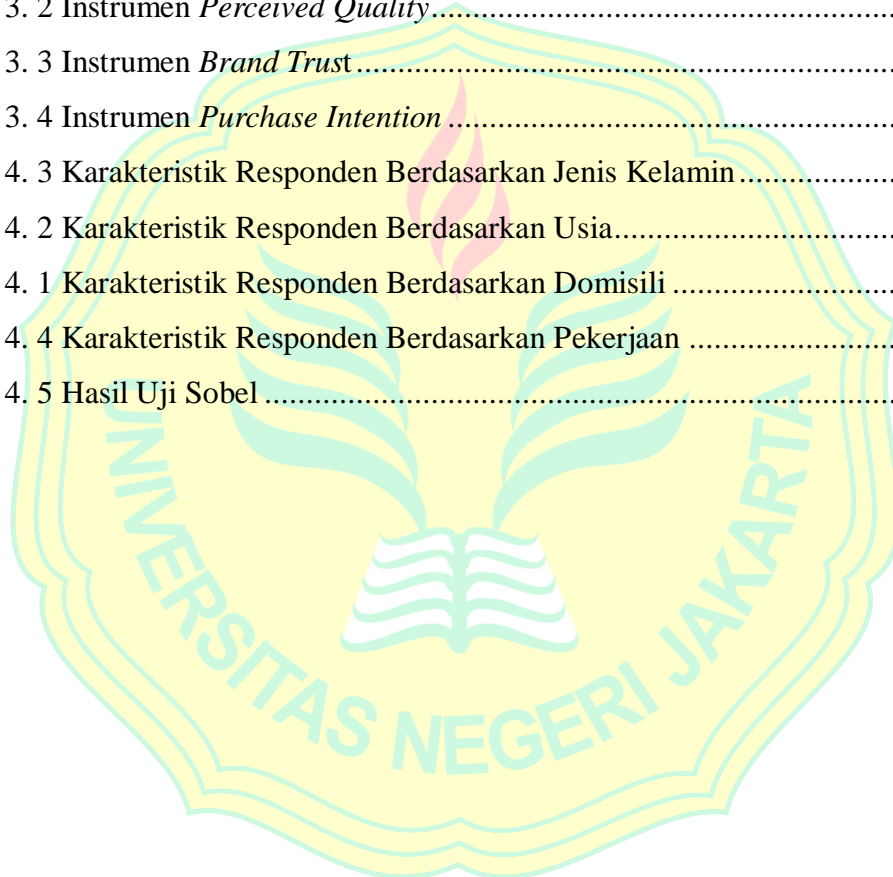 3. 2 Instrumen Perceived Quality........................................................
3. 3 Instrumen Brand Trust................................................................
3. 4 Instrumen Purchase Intention......................................................
4. 3 Karakteristik Responden Berdasarkan Jenis Kelamin...................
4. 2 Karakteristik Responden Berdasarkan Usia..................................
4. 1 Karakteristik Responden Berdasarkan Domisili...........................
4. 4 Karakteristik Responden Berdasarkan Pekerjaan.........................
4. 5 Hasil Uji Sobel.............................................................................
UNIVERSITAS NEGERI JAKARTA